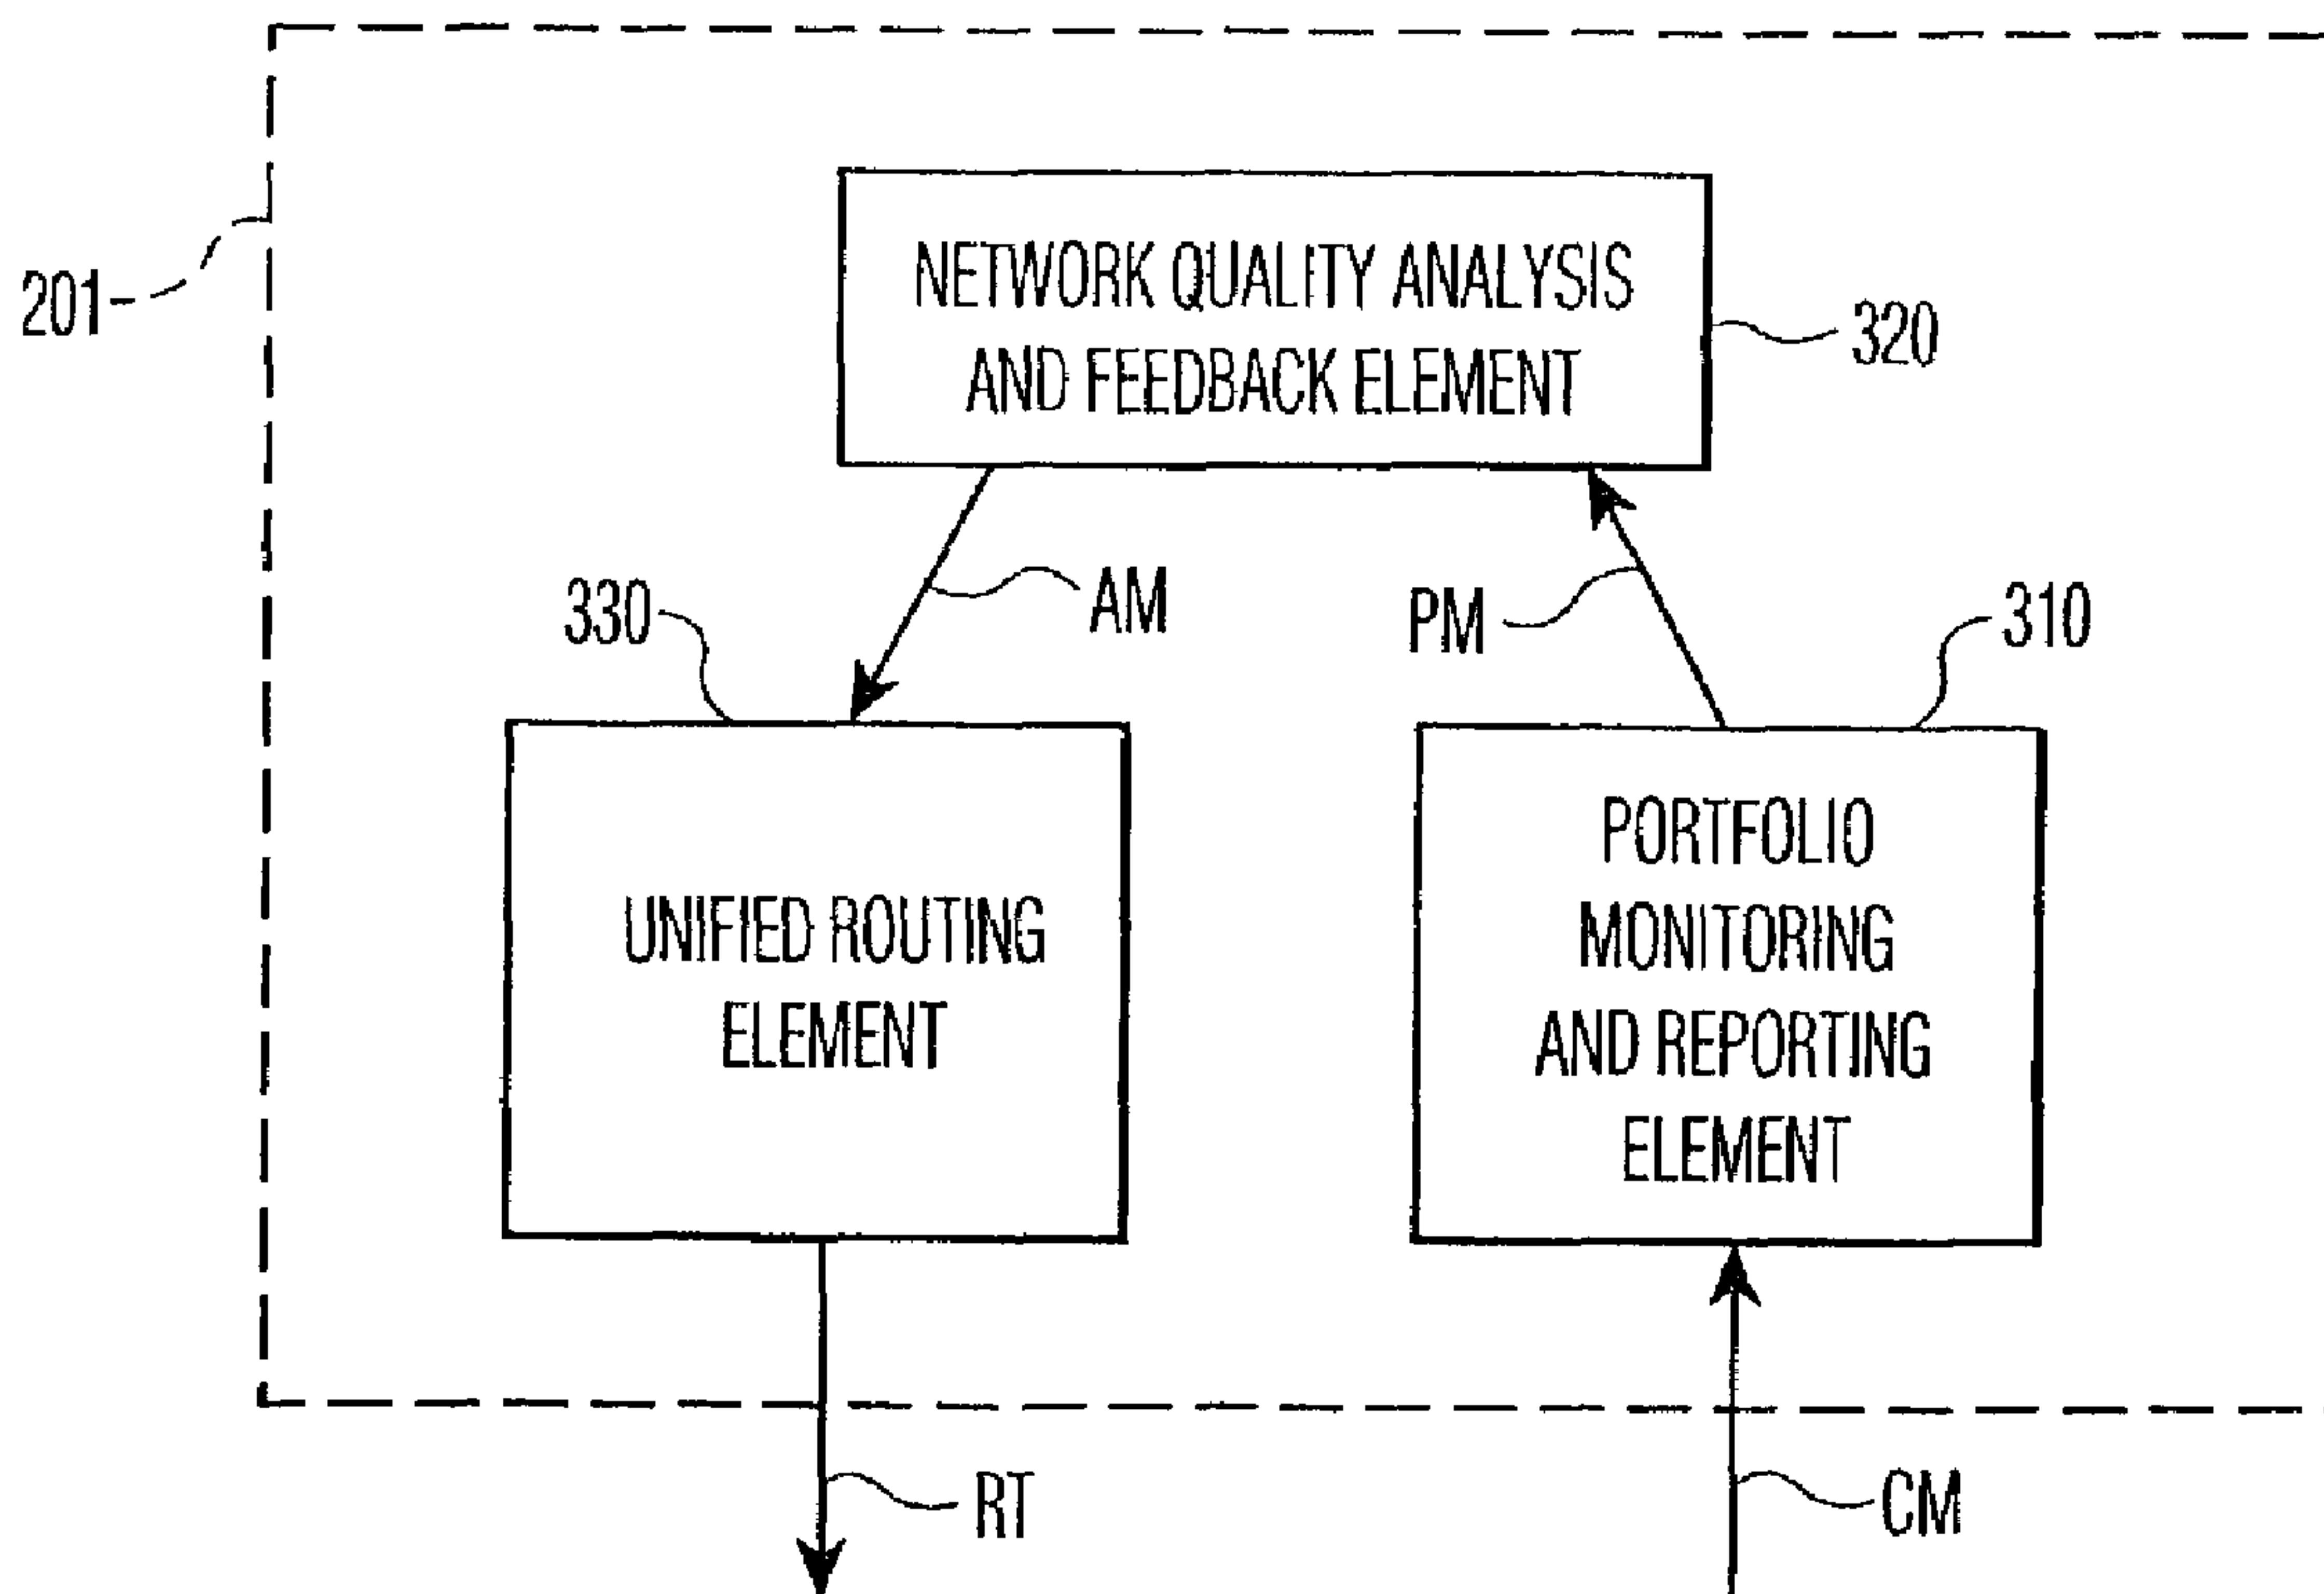 201
NETWORK QUALITY ANALYSIS
AND FEEDBACK ELEMENT
320
330
AM
PM
310
UNIFIED ROUTING
ELEMENT
PORTFOLIO
MONITORING
AND REPORTING
ELEMENT
RT
CM